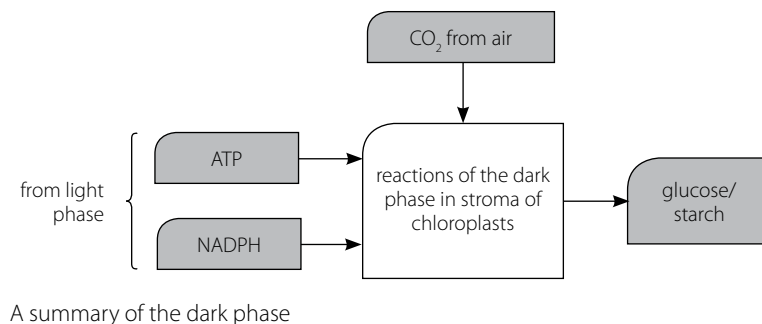 CO₂ from air
ATP
from light
phase
NADPH
reactions of the dark
phase in stroma of
chloroplasts
glucose/
starch
A summary of the dark phase